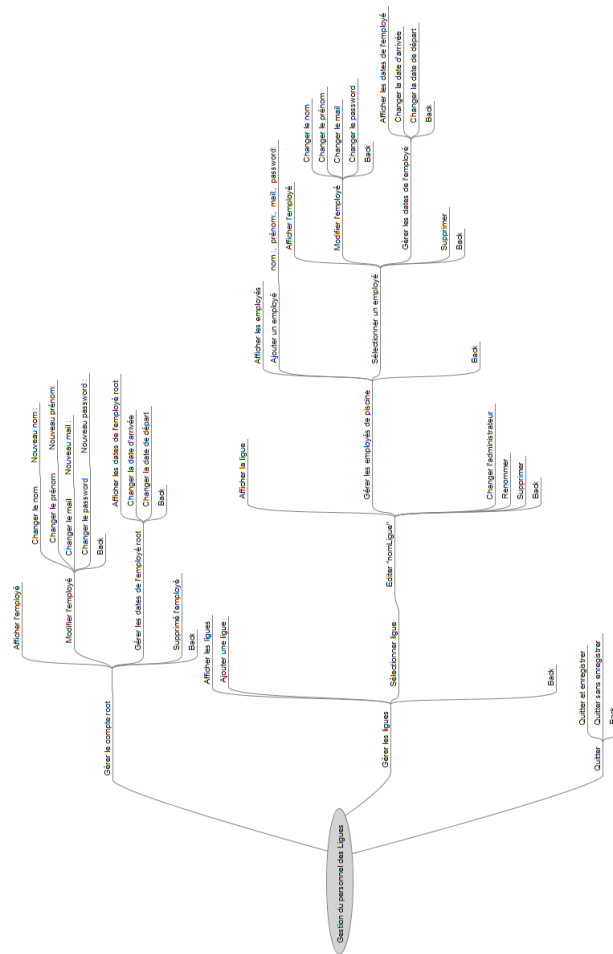 Gestion du personnel des Ligues
Gérer le compte root
Afficher l'employé
Modifier l'employé
Changer le nom
Nouveau nom :
Changer le prénom
Nouveau prénom:
Changer le mail
Nouveau mail :
Changer le password
Nouveau password :
Back
Gérer les dates de l'employé root
Afficher les dates de l'employé root
Changer la date d'arrivée
Changer la date de départ
Back
Supprimé l'employé
Back
Gérer les ligues
Afficher les ligues
Ajouter une ligue
Sélectionner ligue
Editer "nomLigue"
Afficher la ligue
Gérer les employés de piscine
Afficher les employés
Ajouter un employé
nom :, prénom:, mail:, password:
Sélectionner un employé
Afficher l'employé
Modifier l'employé
Changer le nom
Changer le prénom
Changer le mail
Changer le password
Back
Gérer les dates de l'employé
Afficher les dates de l'employé
Changer la date d'arrivée
Changer la date de départ
Back
Supprimer
Back
Back
Changer l'administrateur
Renommer
Supprimer
Back
Back
Quitter
Quitter et enregistrer
Quitter sans enregistrer
Back